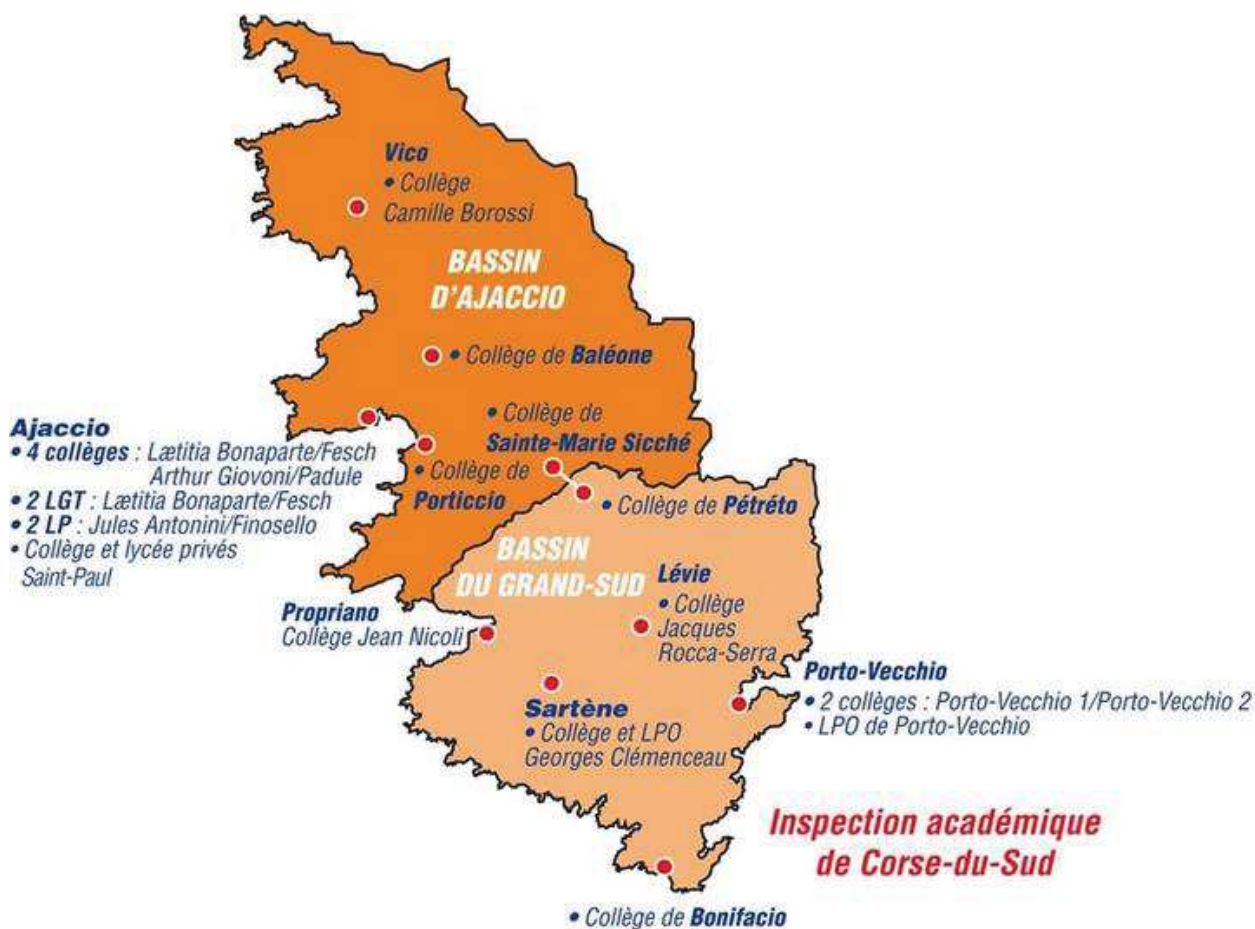 Vico
• Collège
Camille Borossi
BASSIN
D'AJACCIO
• Collège de Baléone
• Collège de
Sainte-Marie Sicché
Ajaccio
• 4 collèges : Lætitia Bonaparte/Fesch
Arthur Giovoni/Padule
• 2 LGT : Lætitia Bonaparte/Fesch
• 2 LP : Jules Antonini/Finosello
• Collège et lycée privés
Saint-Paul
• Collège de
Porticcio
• Collège de Pétréto
BASSIN
DU GRAND-SUD
Lévie
• Collège
Jacques
Rocca-Serra
Propriano
Collège Jean Nicoli
Porto-Vecchio
• 2 collèges : Porto-Vecchio 1/Porto-Vecchio 2
• LPO de Porto-Vecchio
Sartène
• Collège et LPO
Georges Clémenceau
Inspection académique
de Corse-du-Sud
• Collège de Bonifacio